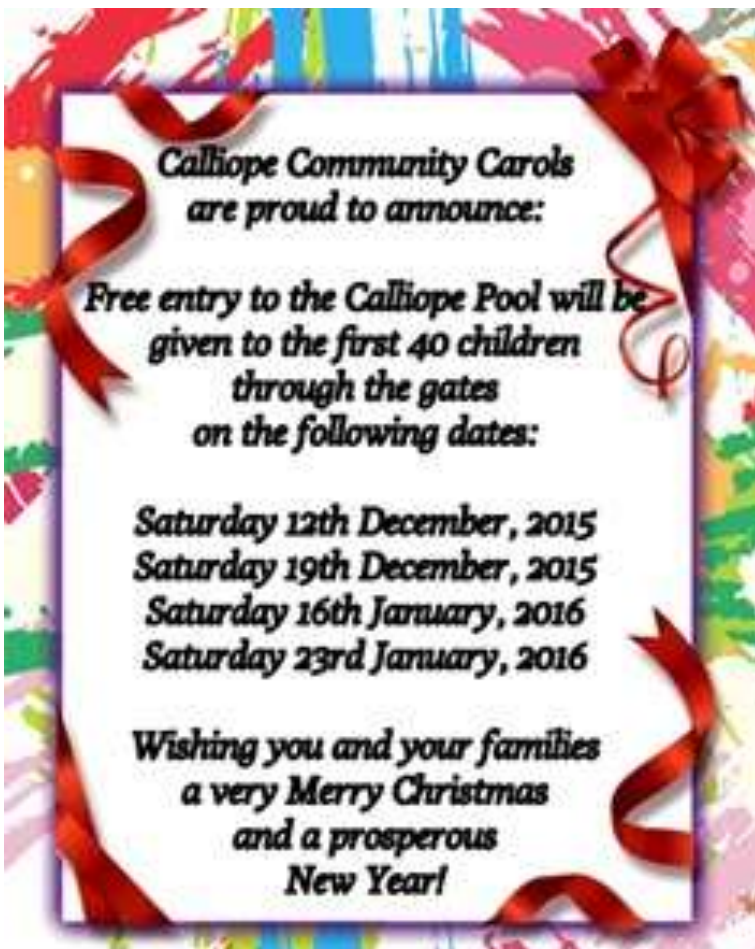 Calliope Community Carols
are proud to announce:
Free entry to the Calliope Pool will be
given to the first 40 children
through the gates
on the following dates:
Saturday 12th December, 2015
Saturday 19th December, 2015
Saturday 16th January, 2016
Saturday 23rd January, 2016
Wishing you and your families
a very Merry Christmas
and a prosperous
New Year!